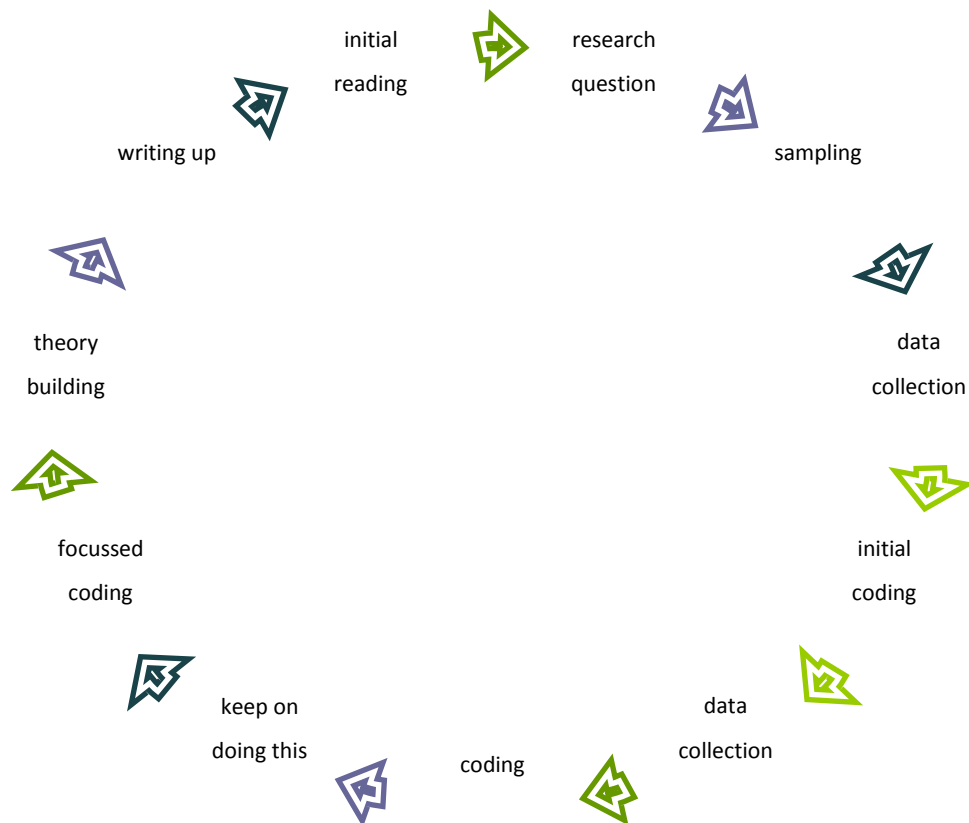 initial
reading
research
question
sampling
data
collection
initial
coding
data
collection
coding
keep on
doing this
focussed
coding
theory
building
writing up